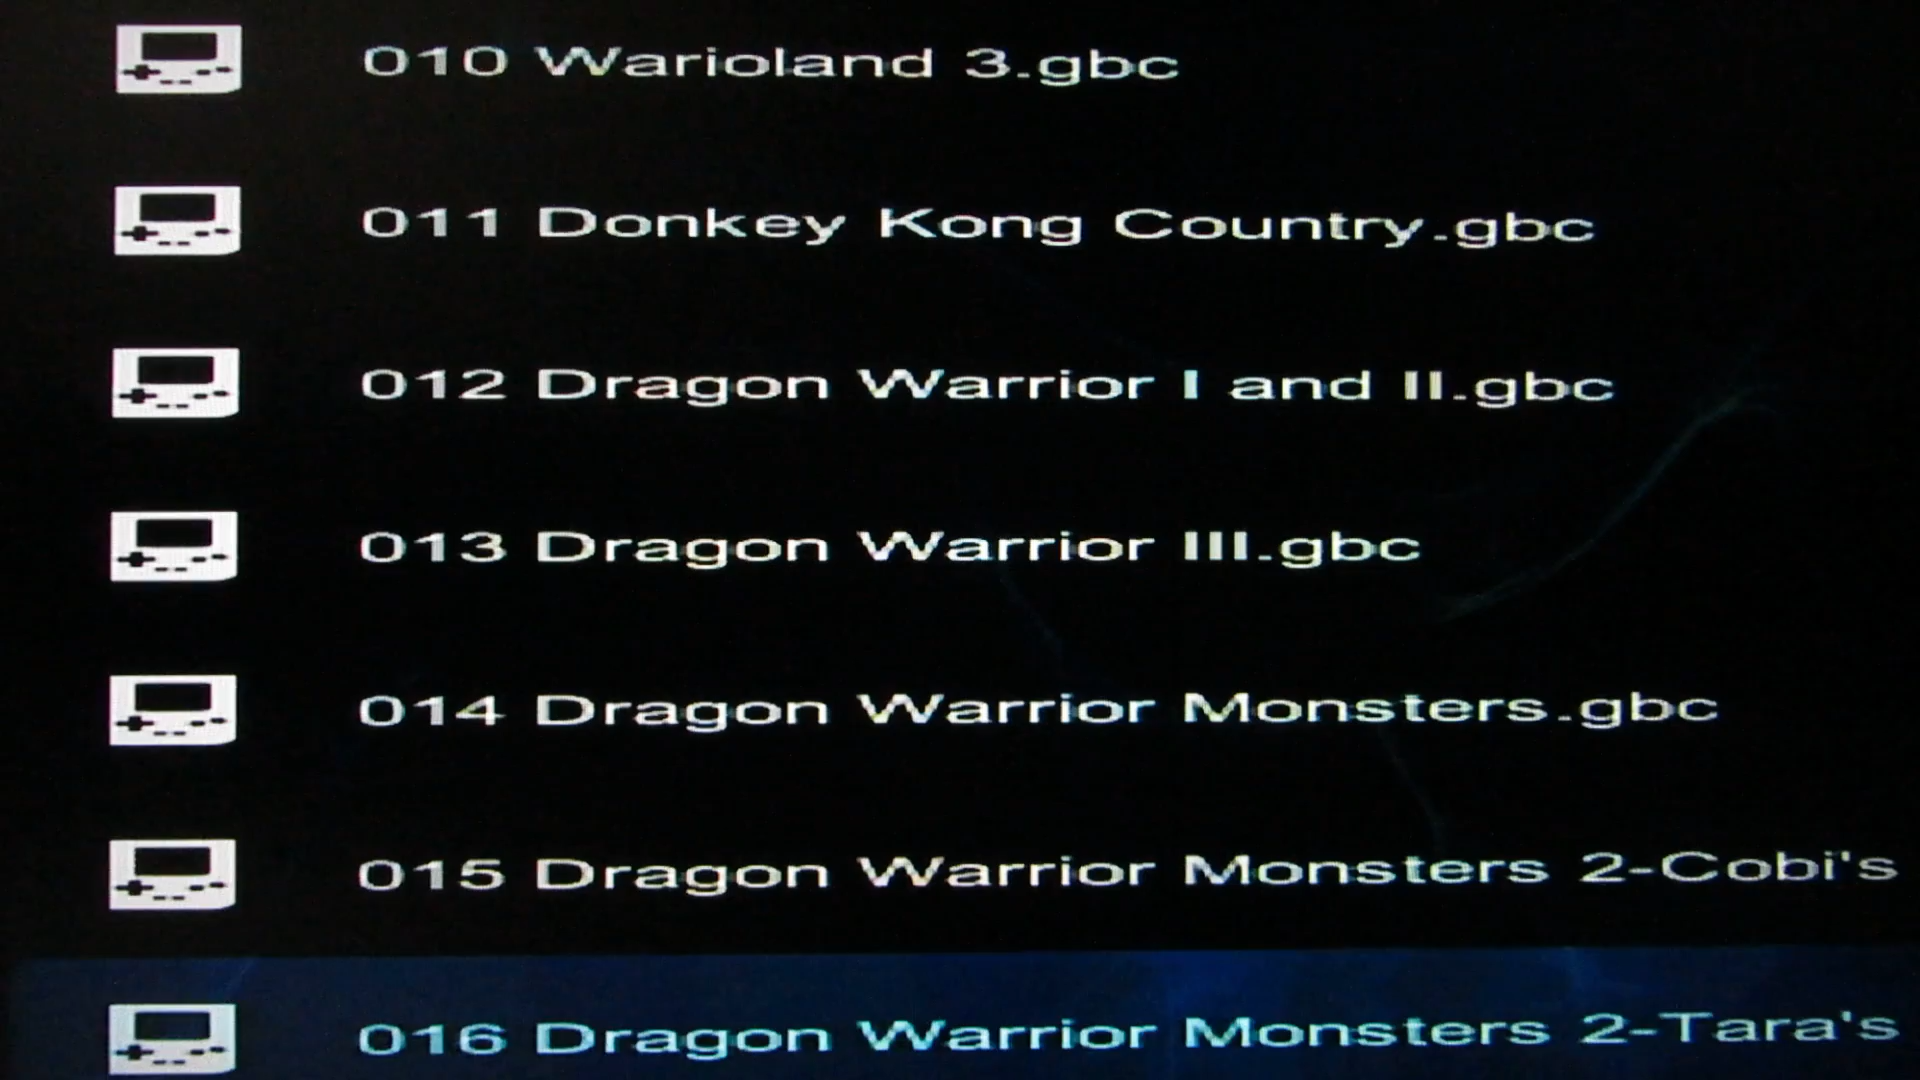 010 Warioland 3.gbc
011 Donkey Kong Country.gbc
012 Dragon Warrior I and II.gbc
013 Dragon Warrior III.gbc
014 Dragon Warrior Monsters.gbc
015 Dragon Warrior Monsters 2-Cobi's
016 Dragon Warrior Monsters 2-Tara's